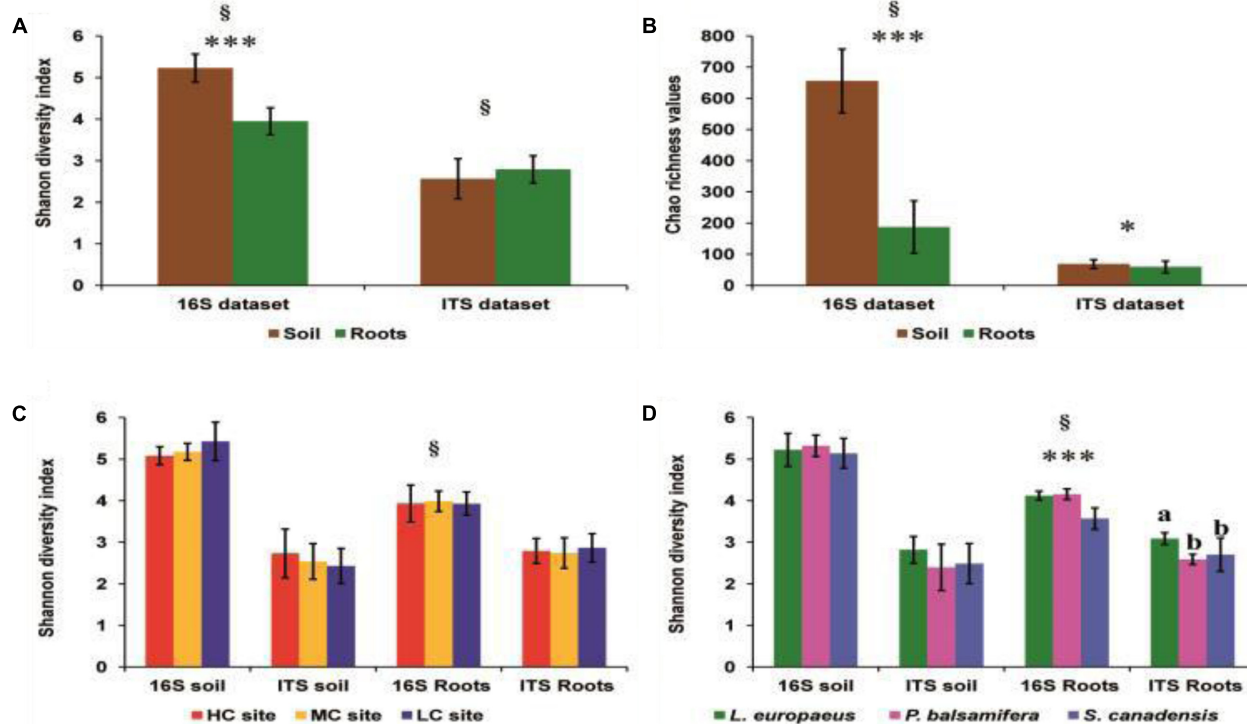 A
§
***
§
Shanon diversity index
6
5
4
3
2
1
0
16S dataset ITS dataset
Soil Roots
B
§
***
*
Chao richness values
800
700
600
500
400
300
200
100
0
16S dataset ITS dataset
Soil Roots
C
§
Shannon diversity index
6
5
4
3
2
1
0
16S soil ITS soil 16S Roots ITS Roots
HC site MC site LC site
D
§
***
a
b
b
Shannon diversity index
6
5
4
3
2
1
0
16S soil ITS soil 16S Roots ITS Roots
L. europaeus P. balsamifera S. canadensis